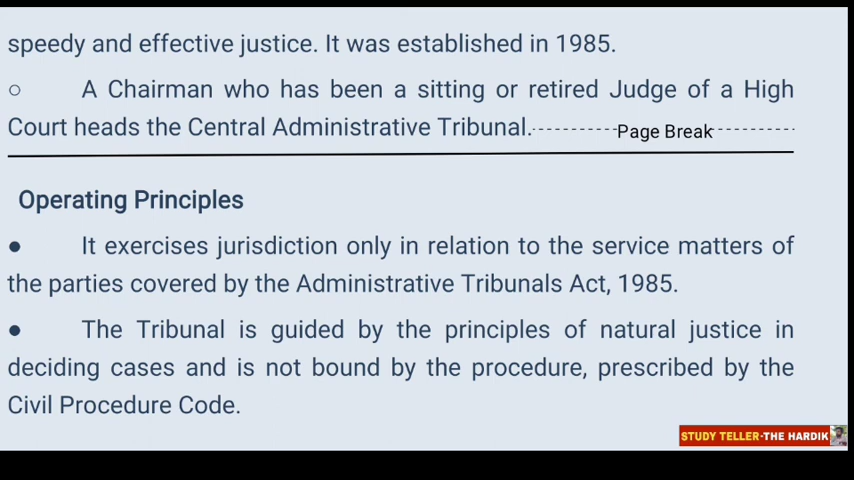 speedy and effective justice. It was established in 1985.
○ A Chairman who has been a sitting or retired Judge of a High
Court heads the Central Administrative Tribunal.
Page Break
Operating Principles
● It exercises jurisdiction only in relation to the service matters of
the parties covered by the Administrative Tribunals Act, 1985.
● The Tribunal is guided by the principles of natural justice in
deciding cases and is not bound by the procedure, prescribed by the
Civil Procedure Code.
STUDY TELLER-THE HARDIK